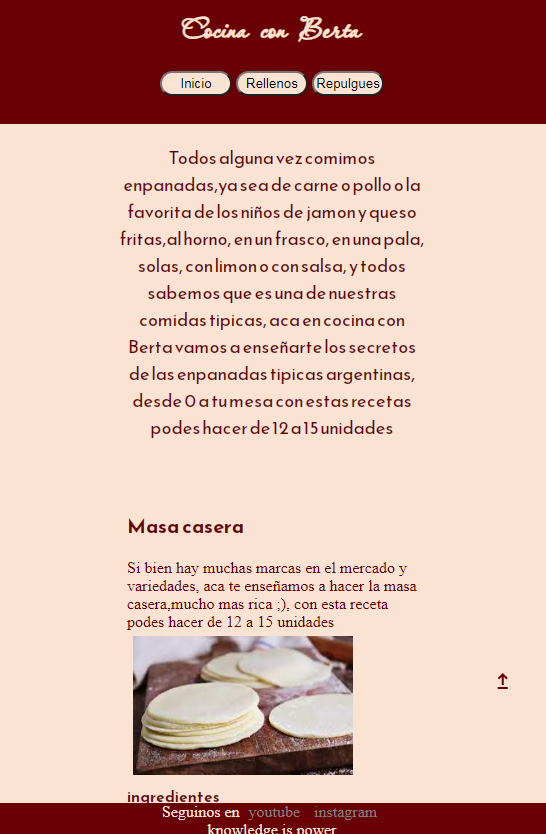 Cocina con Berta
Inicio Rellenos Repulgues
Todos alguna vez comimos
enpanadas,ya sea de carne o pollo o la
favorita de los niños de jamon y queso
fritas,al horno, en un frasco, en una pala,
solas, con limon o con salsa, y todos
sabemos que es una de nuestras
comidas tipicas, aca en cocina con
Berta vamos a enseñarte los secretos
de las enpanadas tipicas argentinas,
desde 0 a tu mesa con estas recetas
podes hacer de 12 a 15 unidades
Masa casera
Si bien hay muchas marcas en el mercado y
variedades, aca te enseñamos a hacer la masa
casera,mucho mas rica ;), con esta receta
podes hacer de 12 a 15 unidades
ingredientes
Seguinos en youtube instagram
knowledge is power